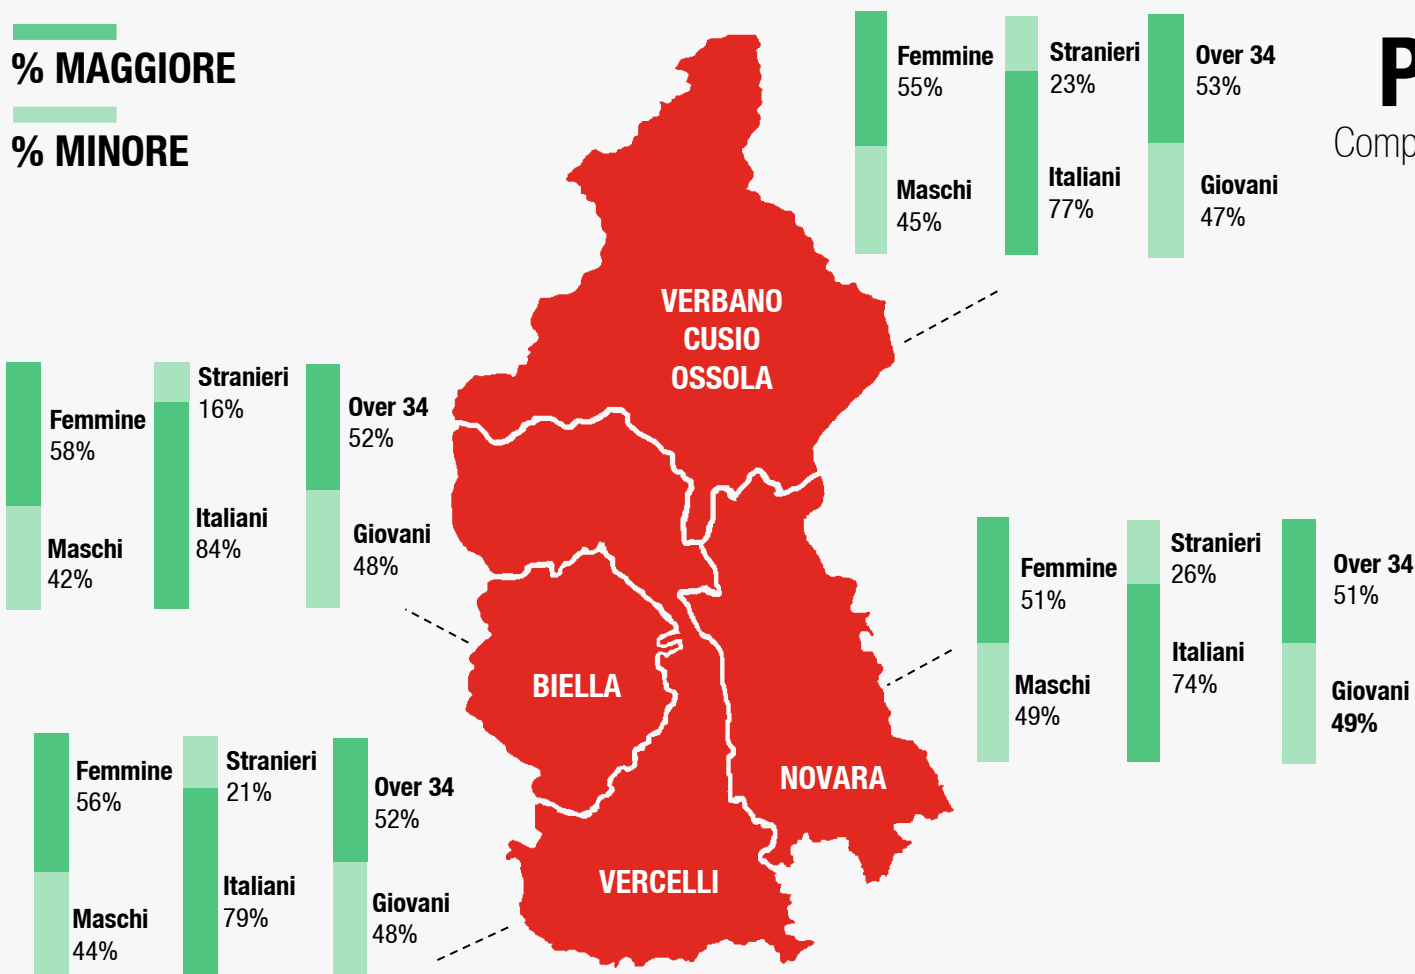 % MAGGIORE
% MINORE
Femmine
55%
Maschi
45%
Stranieri
23%
Italiani
77%
Over 34
53%
Giovani
47%
P
Comp
VERBANO
CUSIO
OSSOLA
Femmine
58%
Maschi
42%
Stranieri
16%
Italiani
84%
Over 34
52%
Giovani
48%
BIELLA
Femmine
51%
Maschi
49%
Stranieri
26%
Italiani
74%
Over 34
51%
Giovani
49%
NOVARA
Femmine
56%
Maschi
44%
Stranieri
21%
Italiani
79%
Over 34
52%
Giovani
48%
VERCELLI